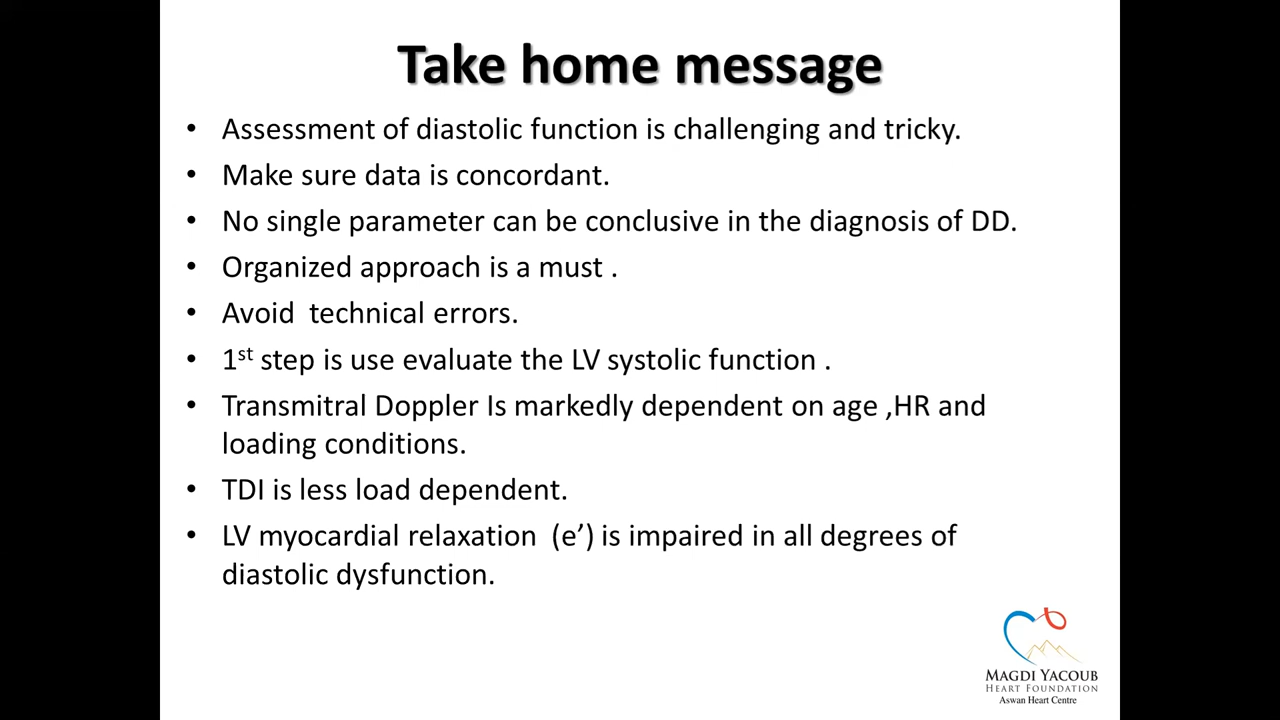 Take home message
• Assessment of diastolic function is challenging and tricky.
• Make sure data is concordant.
• No single parameter can be conclusive in the diagnosis of DD.
• Organized approach is a must .
• Avoid  technical errors.
• 1st step is use evaluate the LV systolic function .
• Transmitral Doppler Is markedly dependent on age ,HR and
loading conditions.
• TDI is less load dependent.
• LV myocardial relaxation  (e’) is impaired in all degrees of
diastolic dysfunction.
MAGDI YACOUB
HEART FOUNDATION
Aswan Heart Centre